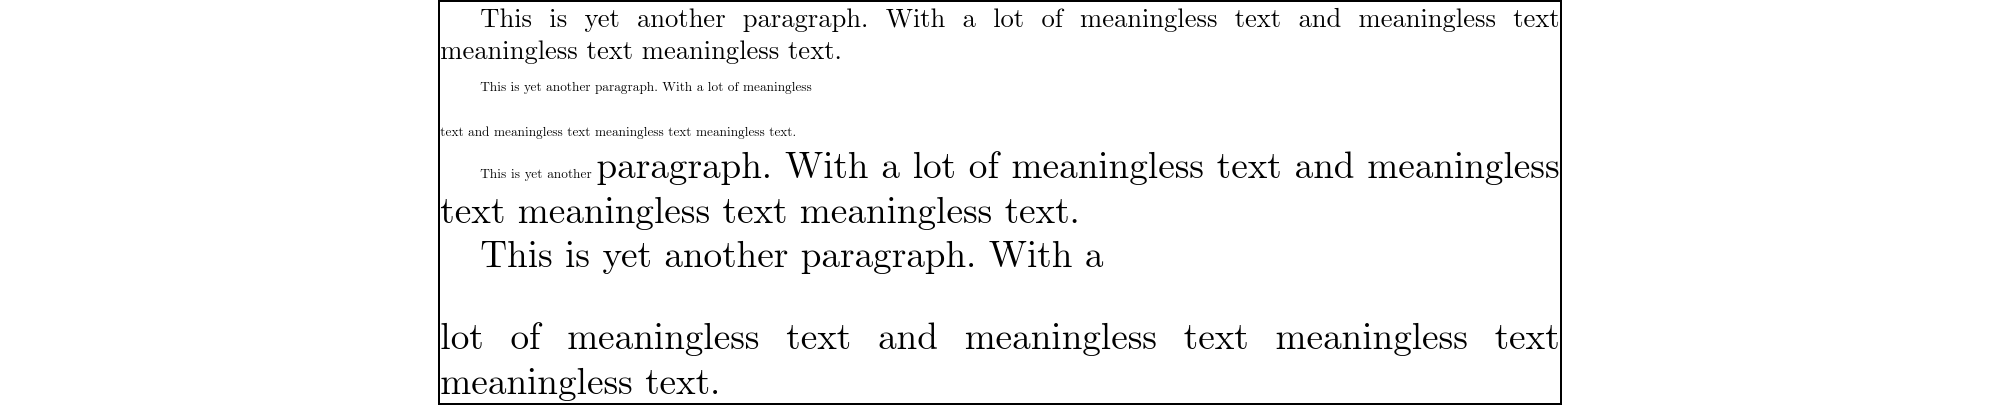 This is yet another paragraph. With a lot of meaningless text and meaningless text
meaningless text meaningless text.
This is yet another paragraph. With a lot of meaningless
text and meaningless text meaningless text meaningless text.
This is yet another paragraph. With a lot of meaningless text and meaningless
text meaningless text meaningless text.
This is yet another paragraph. With a
lot of meaningless text and meaningless text meaningless text
meaningless text.